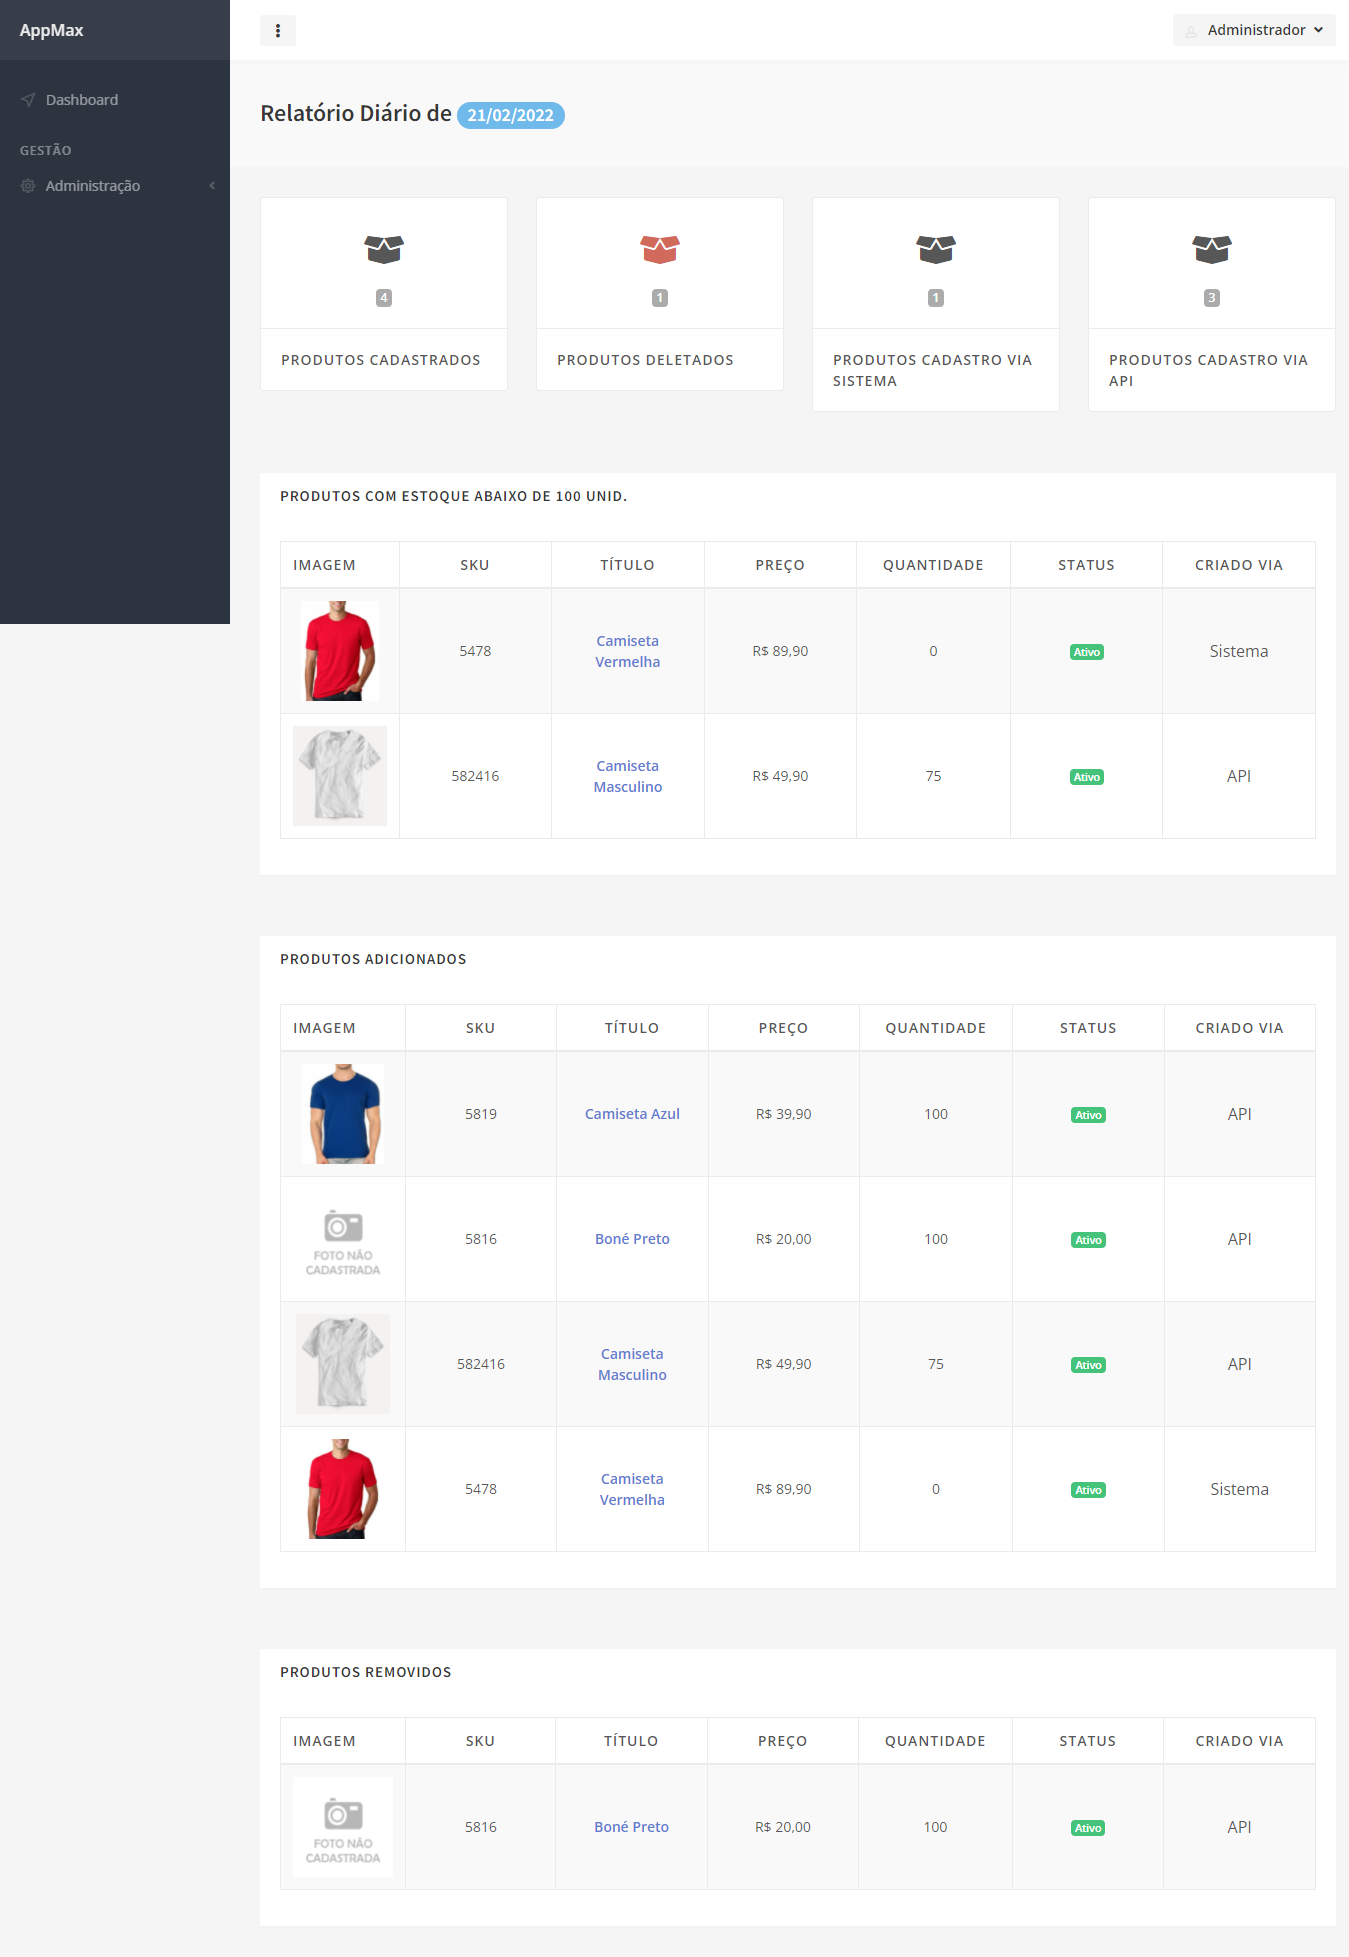 AppMax
Administrador
Dashboard
GESTÃO
Administração
Relatório Diário de 21/02/2022
4
PRODUTOS CADASTRADOS
1
PRODUTOS DELETADOS
1
PRODUTOS CADASTRO VIA
SISTEMA
3
PRODUTOS CADASTRO VIA
API
PRODUTOS COM ESTOQUE ABAIXO DE 100 UNID.
IMAGEM SKU TÍTULO PREÇO QUANTIDADE STATUS CRIADO VIA
5478 Camiseta Vermelha R$ 89,90 0 Ativo Sistema
582416 Camiseta Masculino R$ 49,90 75 Ativo API
PRODUTOS ADICIONADOS
IMAGEM SKU TÍTULO PREÇO QUANTIDADE STATUS CRIADO VIA
5819 Camiseta Azul R$ 39,90 100 Ativo API
FOTO NÃO CADASTRADA 5816 Boné Preto R$ 20,00 100 Ativo API
582416 Camiseta Masculino R$ 49,90 75 Ativo API
5478 Camiseta Vermelha R$ 89,90 0 Ativo Sistema
PRODUTOS REMOVIDOS
IMAGEM SKU TÍTULO PREÇO QUANTIDADE STATUS CRIADO VIA
FOTO NÃO CADASTRADA 5816 Boné Preto R$ 20,00 100 Ativo API